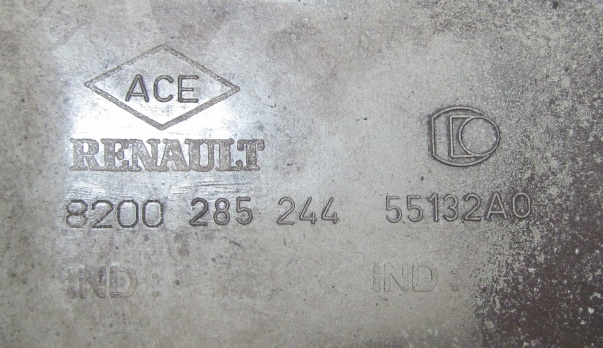 ACE
RENAULT
8200 285 244 55132A0
IND : IND :